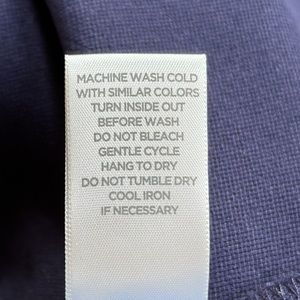 MACHINE WASH COLD
WITH SIMILAR COLORS
TURN INSIDE OUT
BEFORE WASH
DO NOT BLEACH
GENTLE CYCLE
HANG TO DRY
DO NOT TUMBLE DRY
COOL IRON
IF NECESSARY